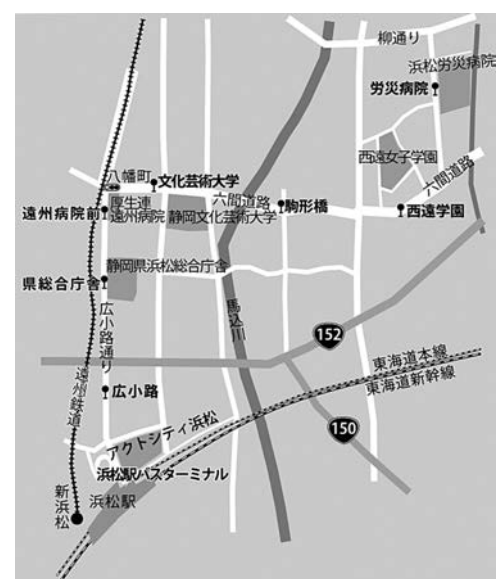 柳通り
浜松労災病院
労災病院
西遠女子学園
六間道路
八幡町
文化芸術大学
厚生連
遠州病院
遠州病院前
六間道路
静岡文化芸術大学
駒形橋
西遠学園
静岡県浜松総合庁舎
県総合庁舎
広小路通り
馬込川
152
遠州鉄道
東海道本線
東海道新幹線
広小路
150
アクトシティ浜松
浜松駅バスターミナル
新浜松
浜松駅